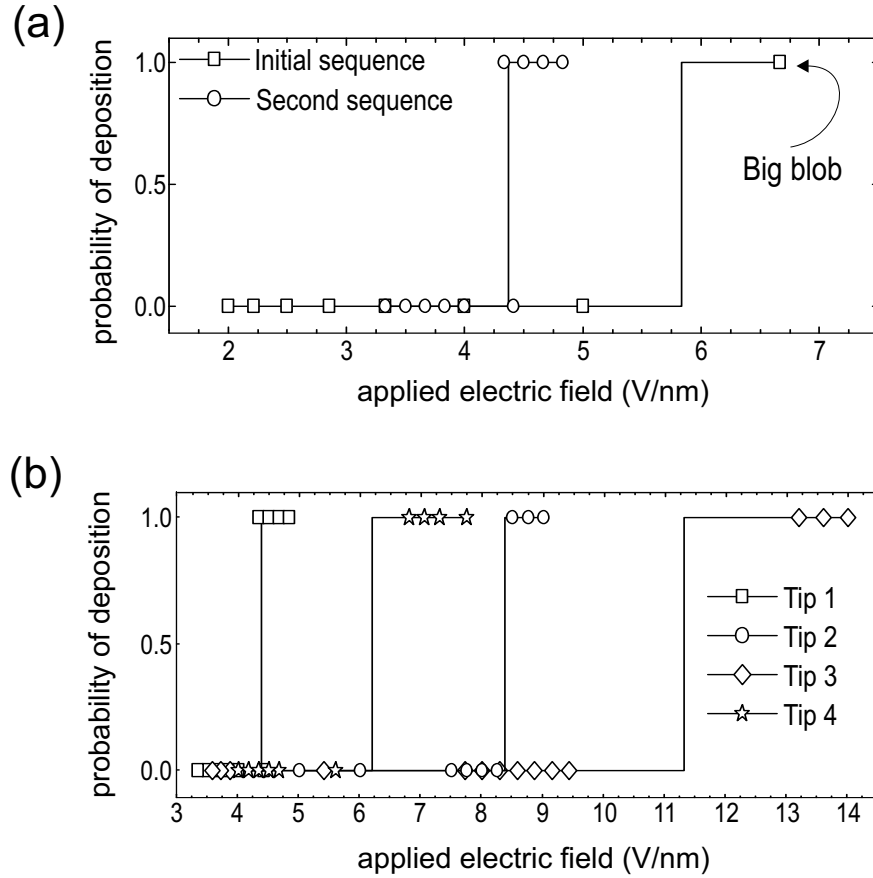 (a)
1.0
0.5
0.0
probability of deposition
Initial sequence
Second sequence
Big blob
2 3 4 5 6 7
applied electric field (V/nm)
(b)
1.0
0.5
0.0
probability of deposition
Tip 1
Tip 2
Tip 3
Tip 4
3 4 5 6 7 8 9 10 11 12 13 14
applied electric field (V/nm)